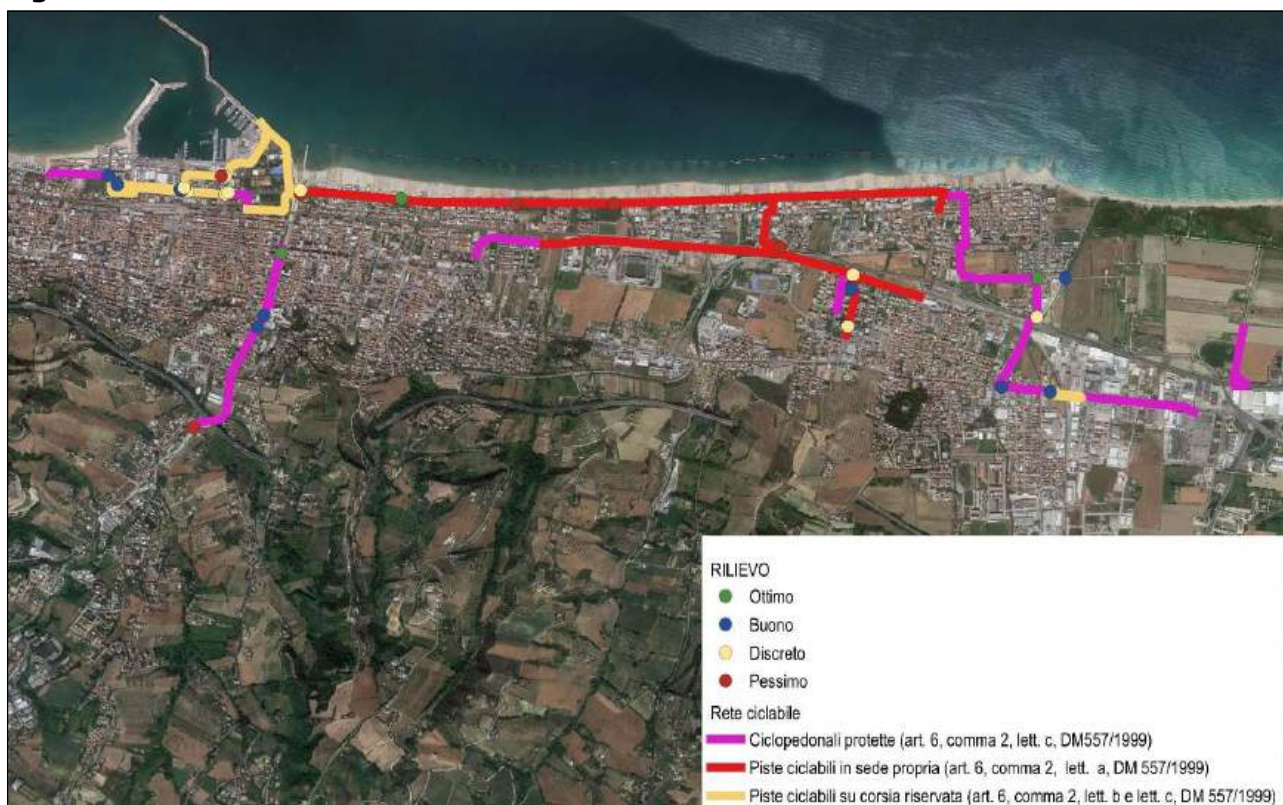 RILIEVO
Ottimo
Buono
Discreto
Pessimo
Rete ciclabile
Ciclopedonali protette (art. 6, comma 2, lett. c, DM557/1999)
Piste ciclabili in sede propria (art. 6, comma 2, lett. a, DM 557/1999)
Piste ciclabili su corsia riservata (art. 6, comma 2, lett. b e lett. c, DM 557/1999)